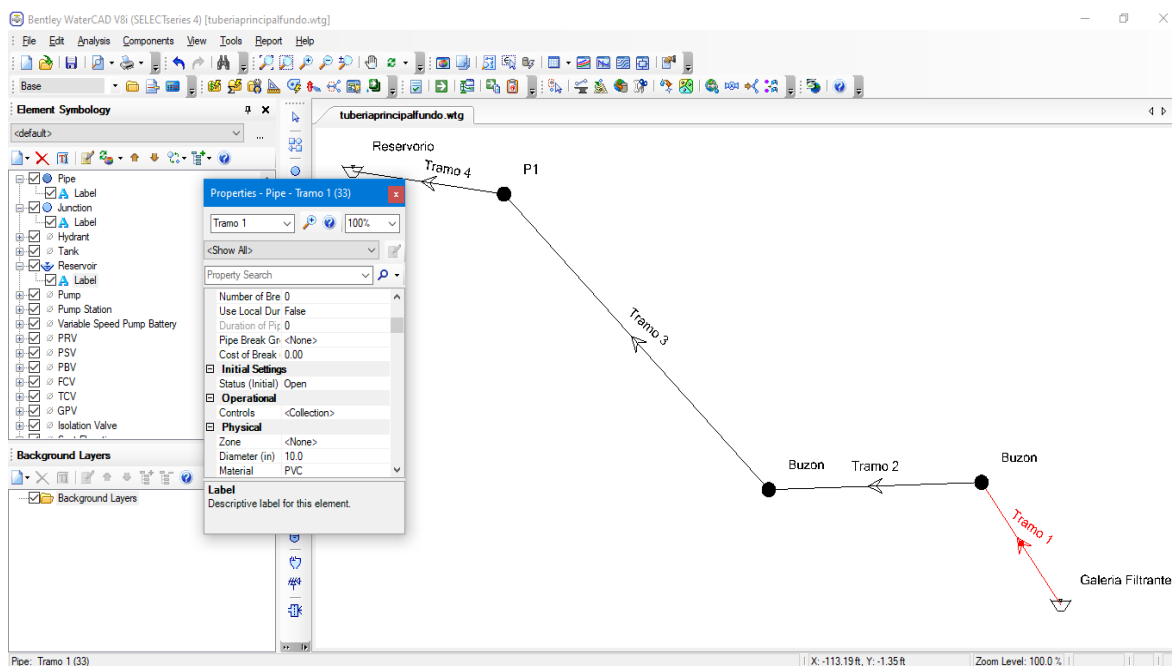 Bentley WaterCAD V8i (SELECTseries 4) [tuberiaprincipalfundo.wtg]
File Edit Analysis Components View Tools Report Help
Base
Element Symbology
<default>
...
Pipe
Label
Junction
Label
Hydrant
Tank
Reservoir
Label
Pump
Pump Station
Variable Speed Pump Battery
PRV
PSV
PBV
FCV
TCV
GPV
Isolation Valve
Background Layers
Background Layers
Properties - Pipe - Tramo 1 (33)
Tramo 1 100%
<Show All>
Property Search
Number of Bre 0
Use Local Dur False
Duration of Pip 0
Pipe Break Gr <None>
Cost of Break 0.00
Initial Settings
Status (Initial) Open
Operational
Controls <Collection>
Physical
Zone <None>
Diameter (in) 10.0
Material PVC
Label
Descriptive label for this element.
tuberiaprincipalfundo.wtg
Reservorio
Tramo 4
P1
Tramo 3
Buzon
Tramo 2
Buzon
Tramo 1
Galeria Filtrante
Pipe: Tramo 1 (33)
X: -113.19 ft, Y: -1.35 ft
Zoom Level: 100.0 %